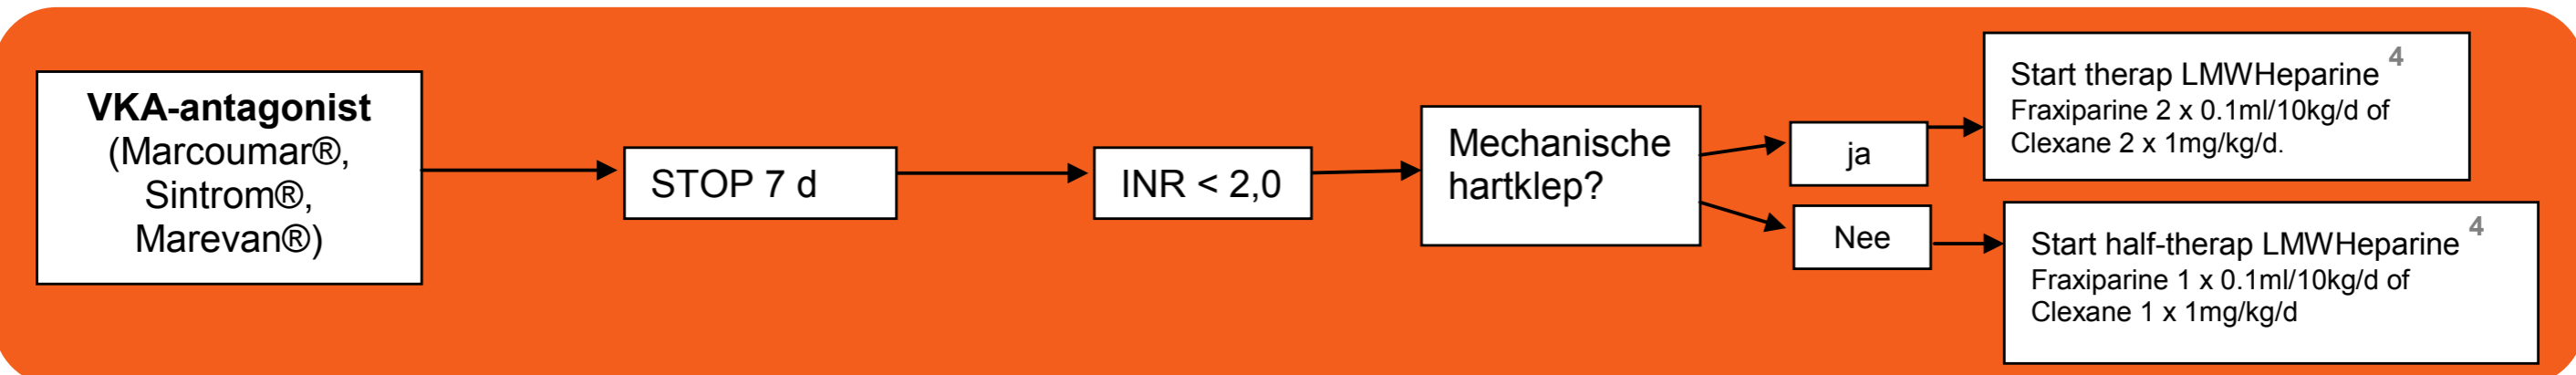 VKA-antagonist
(Marcoumar®,
Sintrom®,
Marevan®)
STOP 7 d
INR < 2,0
Mechanische
hartklep?
ja
Nee
Start therap LMWHeparine 4
Fraxiparine 2 x 0.1ml/10kg/d of
Clexane 2 x 1mg/kg/d.
Start half-therap LMWHeparine 4
Fraxiparine 1 x 0.1ml/10kg/d of
Clexane 1 x 1mg/kg/d